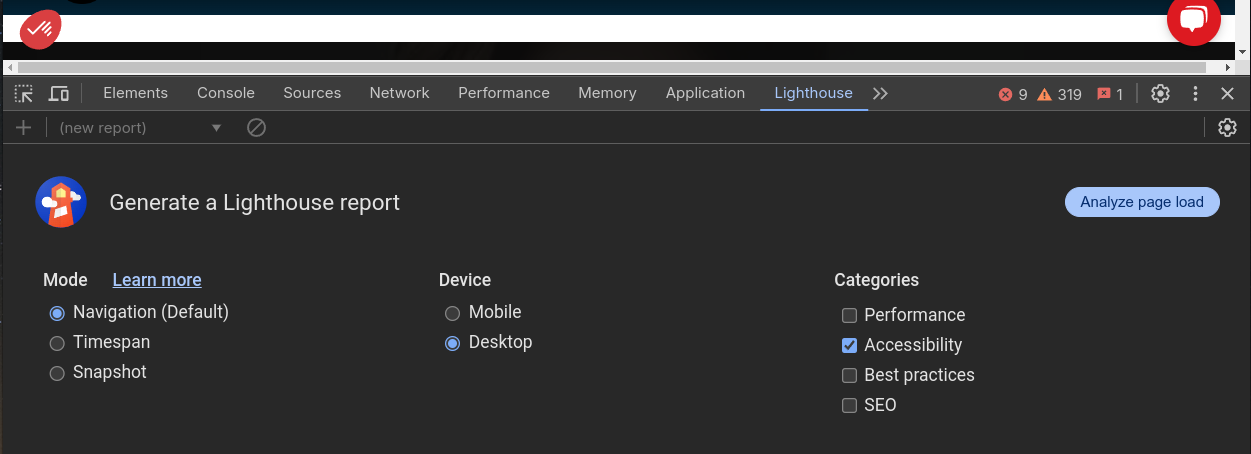 Elements Console Sources Network Performance Memory Application Lighthouse 9 319 1
(new report)
Generate a Lighthouse report Analyze page load
Mode Learn more Device Categories
Navigation (Default) Mobile Performance
Timespan Desktop Accessibility
Snapshot Best practices
SEO